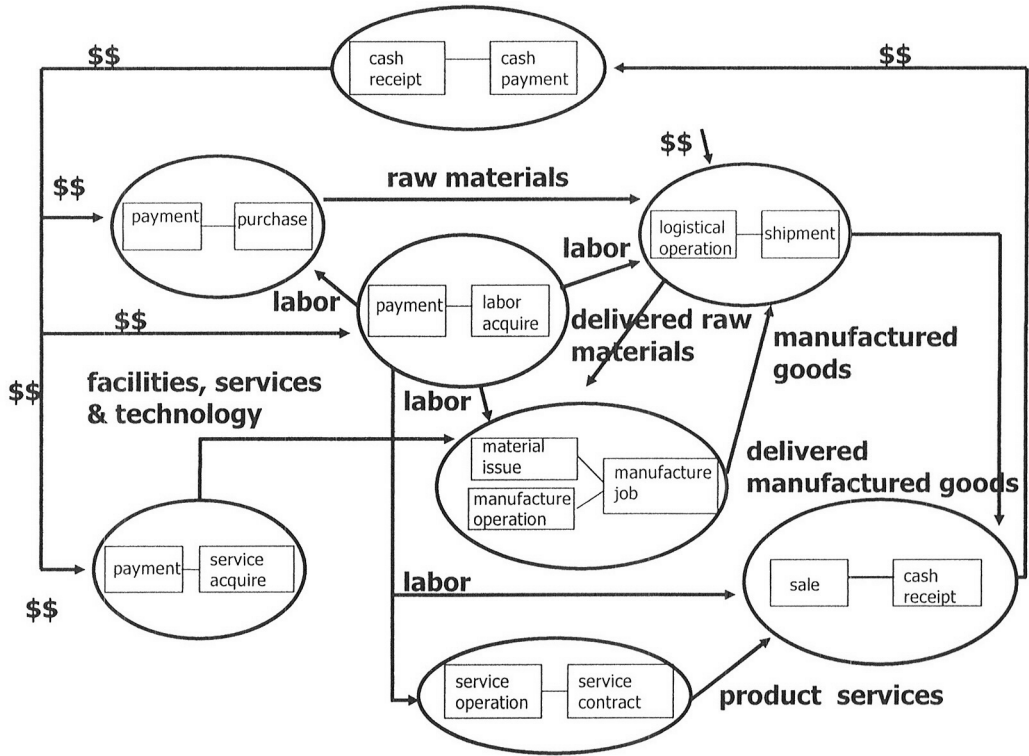 $$
cash
receipt
cash
payment
$$
$$
payment
purchase
raw materials
$$
logistical
operation
shipment
labor
payment
labor
acquire
labor
$$
delivered raw
materials
manufactured
goods
$$
facilities, services
& technology
labor
material
issue
manufacture
operation
manufacture
job
delivered
manufactured goods
payment
service
acquire
$$
labor
sale
cash
receipt
service
operation
service
contract
product services